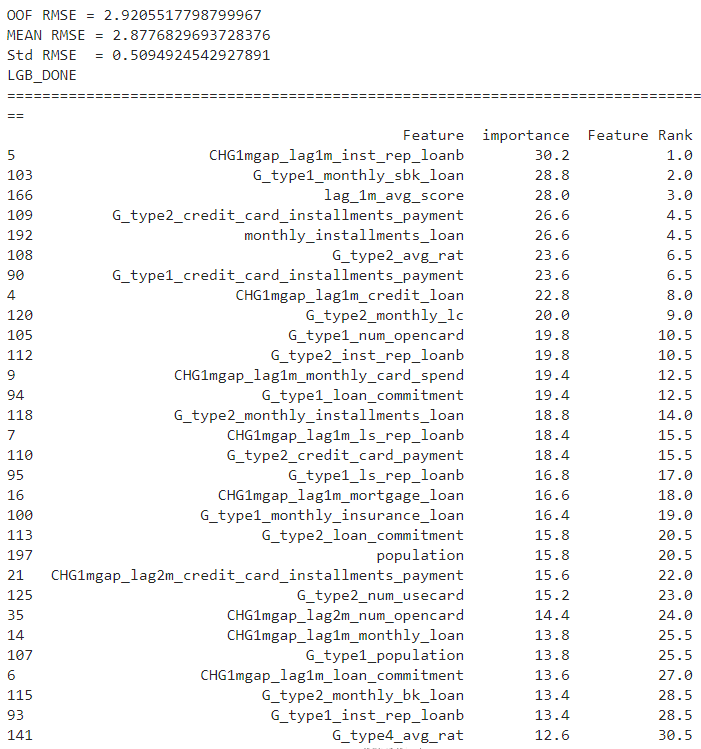 OOF RMSE = 2.9205517798799967
MEAN RMSE = 2.8776829693728376
Std RMSE  = 0.5094924542927891
LGB_DONE
================================================================================
Feature  importance  Feature Rank
5 CHG1mgap_lag1m_inst_rep_loanb 30.2 1.0
103 G_type1_monthly_sbk_loan 28.8 2.0
166 lag_1m_avg_score 28.0 3.0
109 G_type2_credit_card_installments_payment 26.6 4.5
192 monthly_installments_loan 26.6 4.5
108 G_type2_avg_rat 23.6 6.5
90 G_type1_credit_card_installments_payment 23.6 6.5
4 CHG1mgap_lag1m_credit_loan 22.8 8.0
120 G_type2_monthly_lc 20.0 9.0
105 G_type1_num_opencard 19.8 10.5
112 G_type2_inst_rep_loanb 19.8 10.5
9 CHG1mgap_lag1m_monthly_card_spend 19.4 12.5
94 G_type1_loan_commitment 19.4 12.5
118 G_type2_monthly_installments_loan 18.8 14.0
7 CHG1mgap_lag1m_ls_rep_loanb 18.4 15.5
110 G_type2_credit_card_payment 18.4 15.5
95 G_type1_ls_rep_loanb 16.8 17.0
16 CHG1mgap_lag1m_mortgage_loan 16.6 18.0
100 G_type1_monthly_insurance_loan 16.4 19.0
113 G_type2_loan_commitment 15.8 20.5
197 population 15.8 20.5
21 CHG1mgap_lag2m_credit_card_installments_payment 15.6 22.0
125 G_type2_num_usecard 15.2 23.0
35 CHG1mgap_lag2m_num_opencard 14.4 24.0
14 CHG1mgap_lag1m_monthly_loan 13.8 25.5
107 G_type1_population 13.8 25.5
6 CHG1mgap_lag1m_loan_commitment 13.6 27.0
115 G_type2_monthly_bk_loan 13.4 28.5
93 G_type1_inst_rep_loanb 13.4 28.5
141 G_type4_avg_rat 12.6 30.5